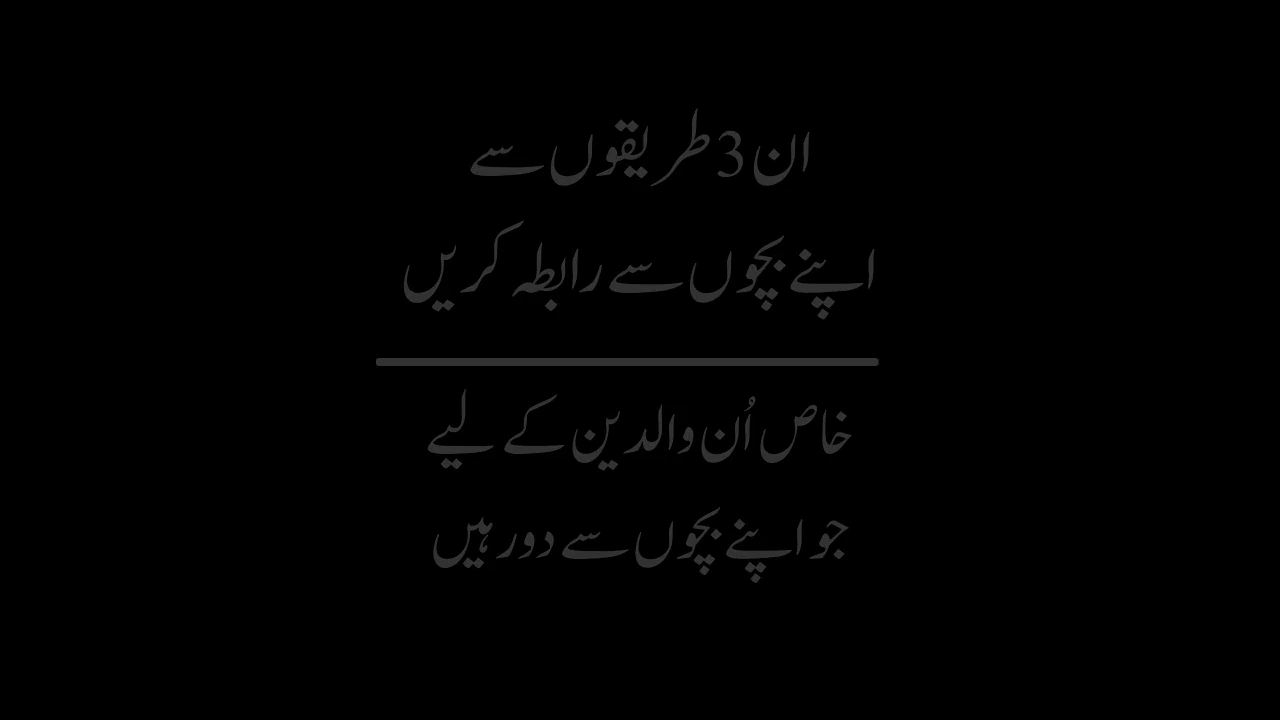 ان 3 طریقوں سے
اپنے بچوں سے رابطہ کریں
خاص اُن والدین کے لیے
جو اپنے بچوں سے دور ہیں